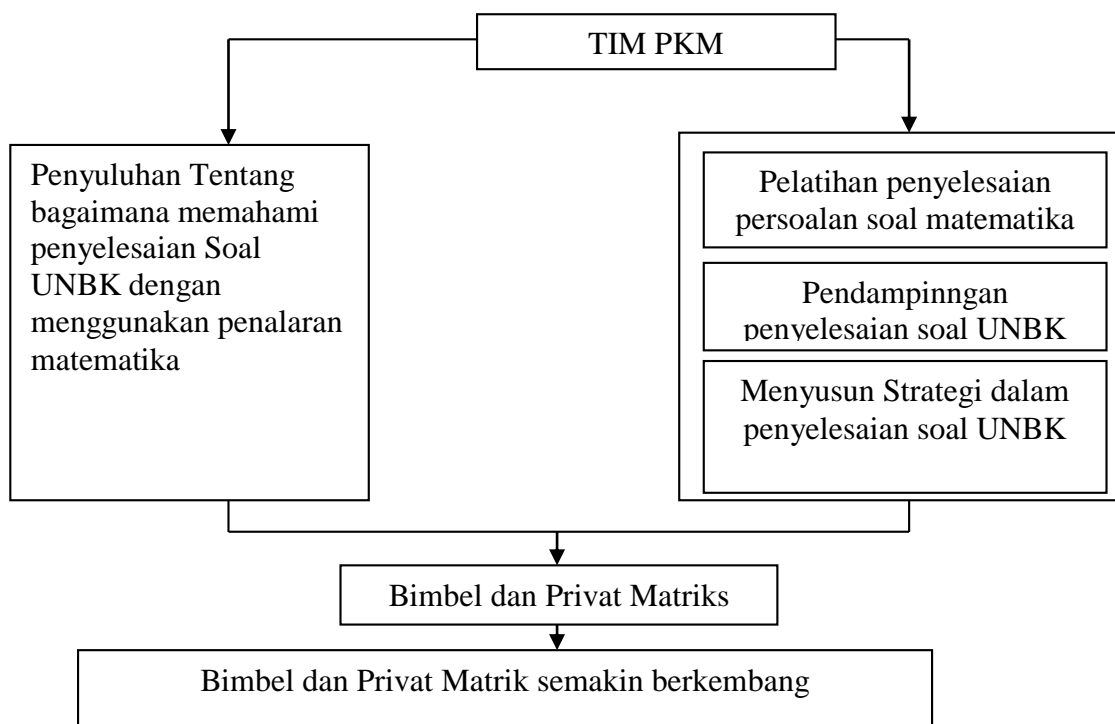 TIM PKM
Penyuluhan Tentang
bagaimana memahami
penyelesaian Soal
UNBK dengan
menggunakan penalaran
matematika
Pelatihan penyelesaian
persoalan soal matematika
Pendampinngan
penyelesaian soal UNBK
Menyusun Strategi dalam
penyelesaian soal UNBK
Bimbel dan Privat Matriks
Bimbel dan Privat Matrik semakin berkembang